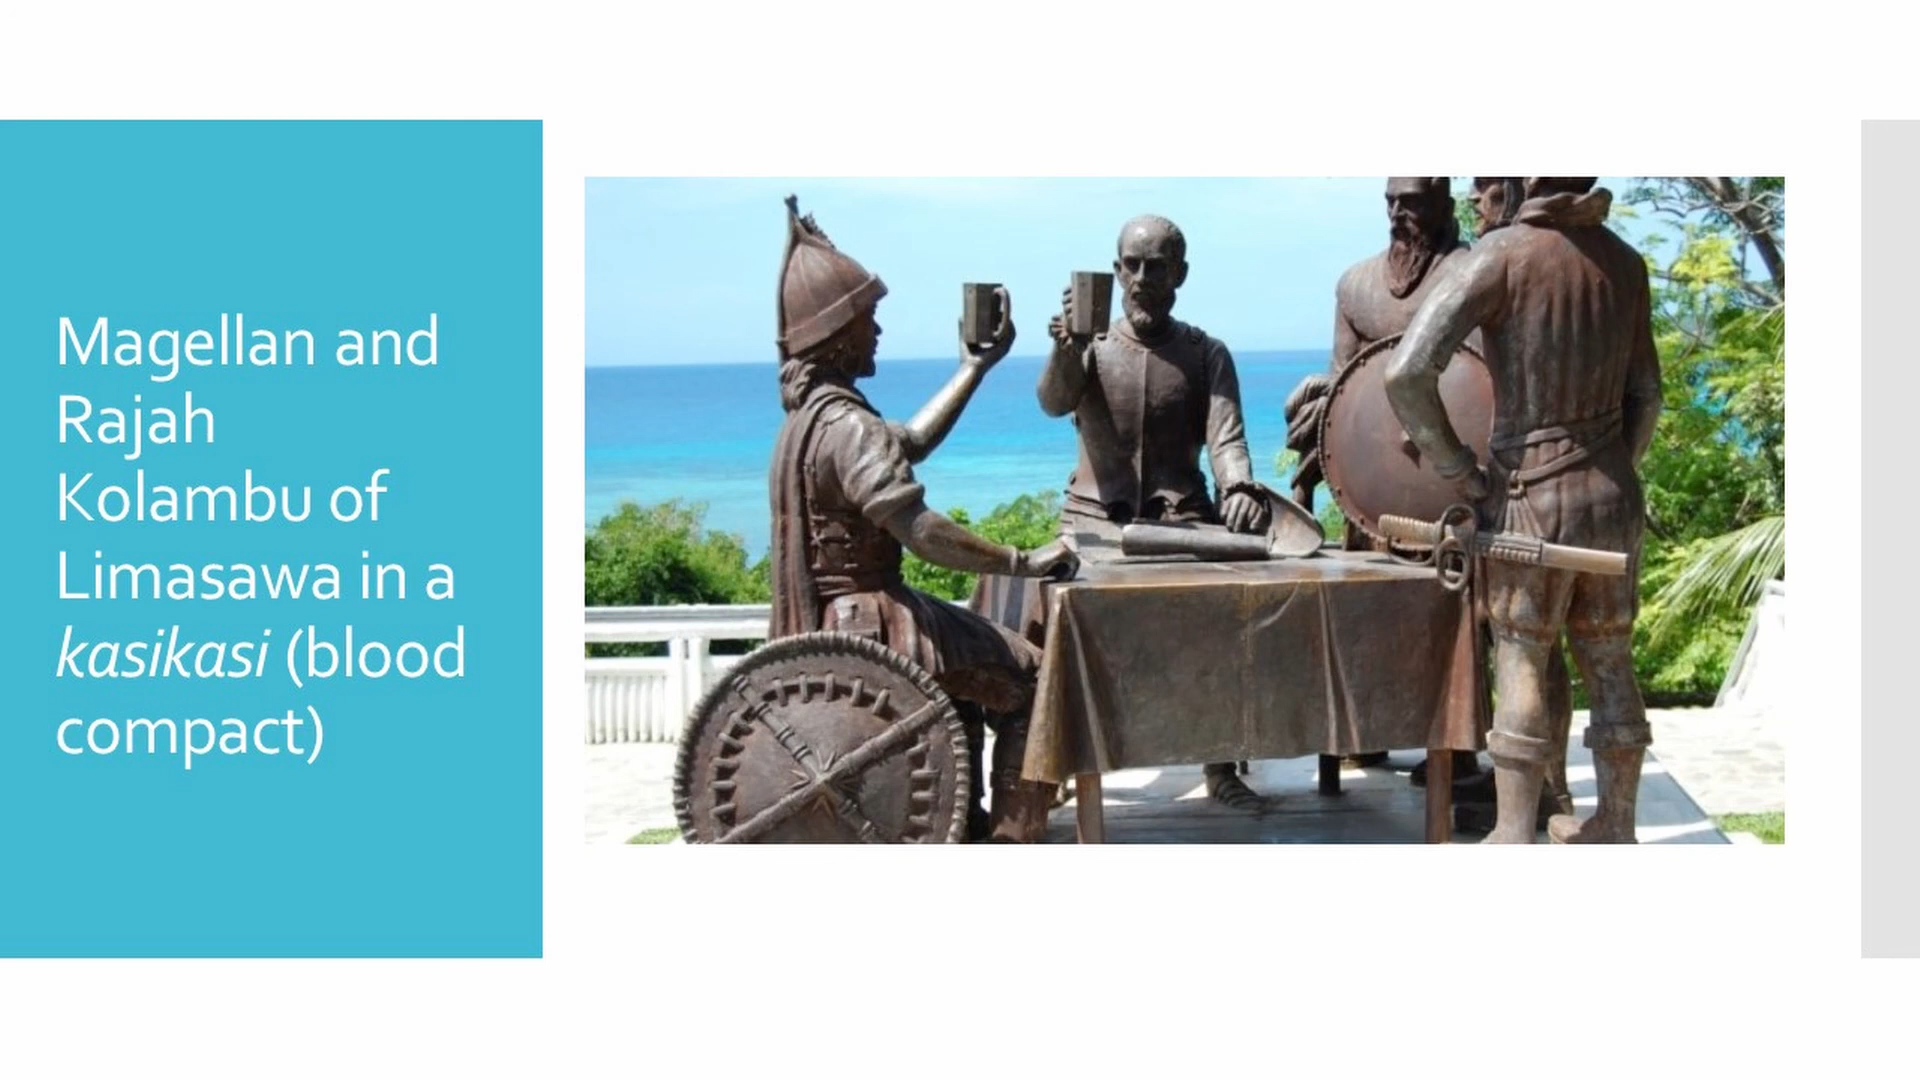 Magellan and
Rajah
Kolambu of
Limasawa in a
kasikasi (blood
compact)